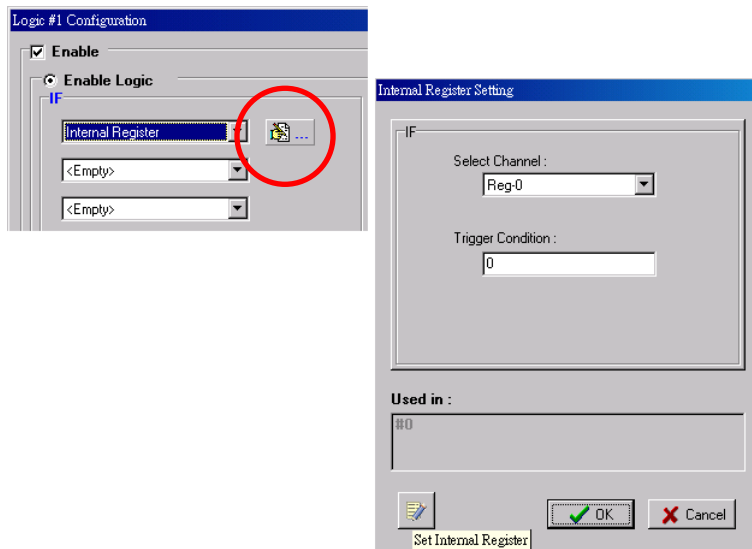 Logic #1 Configuration
Enable
Enable Logic
IF
Internal Register
...
<Empty>
<Empty>
Internal Register Setting
IF
Select Channel :
Reg-0
Trigger Condition :
0
Used in :
#0
OK
Cancel
Set Internal Register